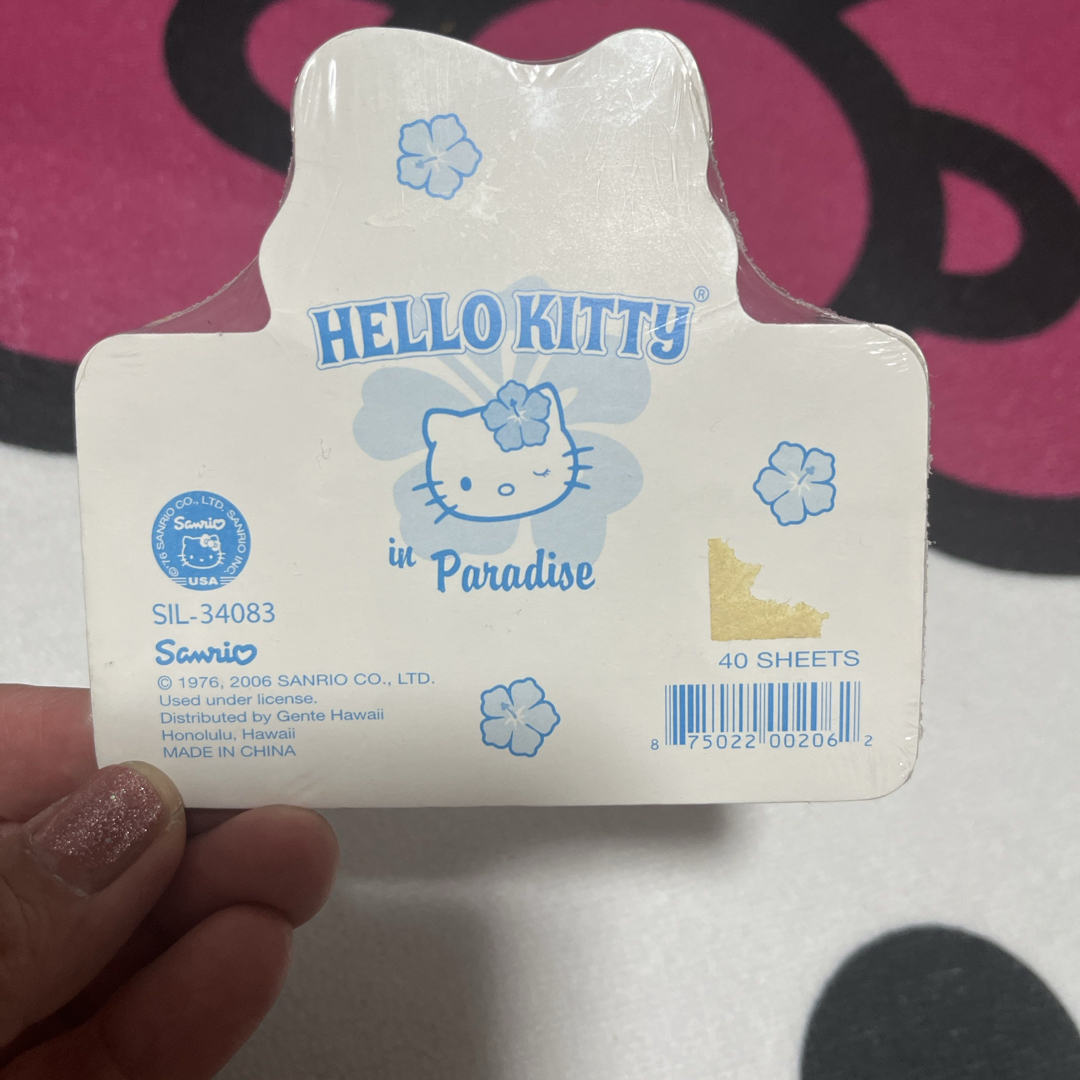 HELLO KITTY®
in Paradise
©'76 SANRIO CO., LTD. SANRIO INC.
Sanrio
USA
SIL-34083
Sanrio
© 1976, 2006 SANRIO CO., LTD.
Used under license.
Distributed by Gente Hawaii
Honolulu, Hawaii
MADE IN CHINA
40 SHEETS
8 75022 00206 2